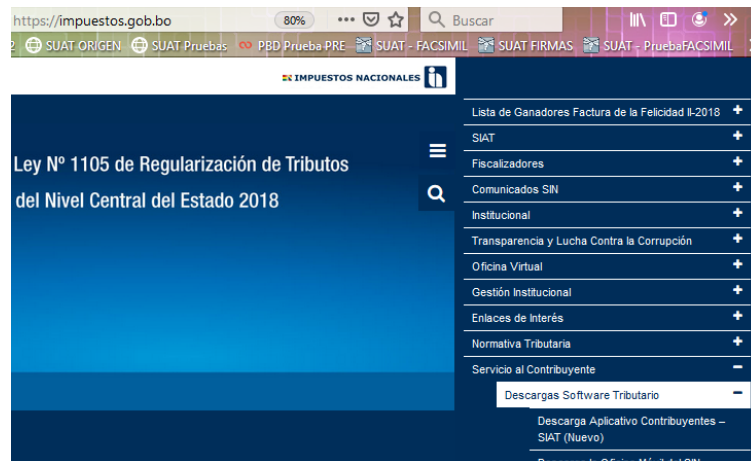 https://impuestos.gob.bo 80% Buscar
2 SUAT ORIGEN SUAT Pruebas PBD Prueba PRE SUAT - FACSIMIL SUAT FIRMAS SUAT - PruebaFACSIMIL
IMPUESTOS NACIONALES
Ley Nº 1105 de Regularización de Tributos
del Nivel Central del Estado 2018
Lista de Ganadores Factura de la Felicidad II-2018
SIAT
Fiscalizadores
Comunicados SIN
Institucional
Transparencia y Lucha Contra la Corrupción
Oficina Virtual
Gestión Institucional
Enlaces de Interés
Normativa Tributaria
Servicio al Contribuyente
Descargas Software Tributario
Descarga Aplicativo Contribuyentes –
SIAT (Nuevo)